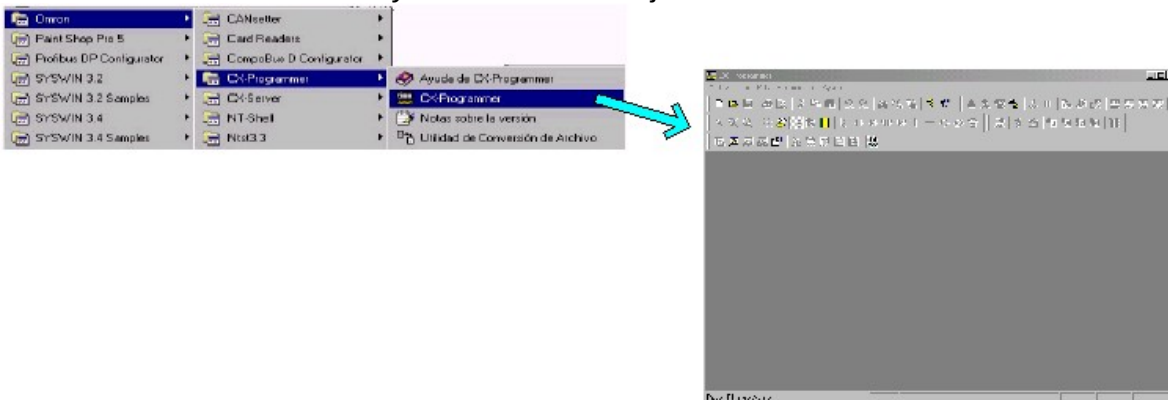 Omron
Paint Shop Pro 5
Profibus DP Configurator
SYSWIN 3.2
SYSWIN 3.2 Samples
SYSWIN 3.4
SYSWIN 3.4 Samples
CANsetter
Card Readers
CompoBus D Configurator
CX-Programmer
CX-Server
NT-Shell
Ntst3.3
Ayuda de CX-Programmer
CX-Programmer
Notas sobre la versión
Utilidad de Conversión de Archivo